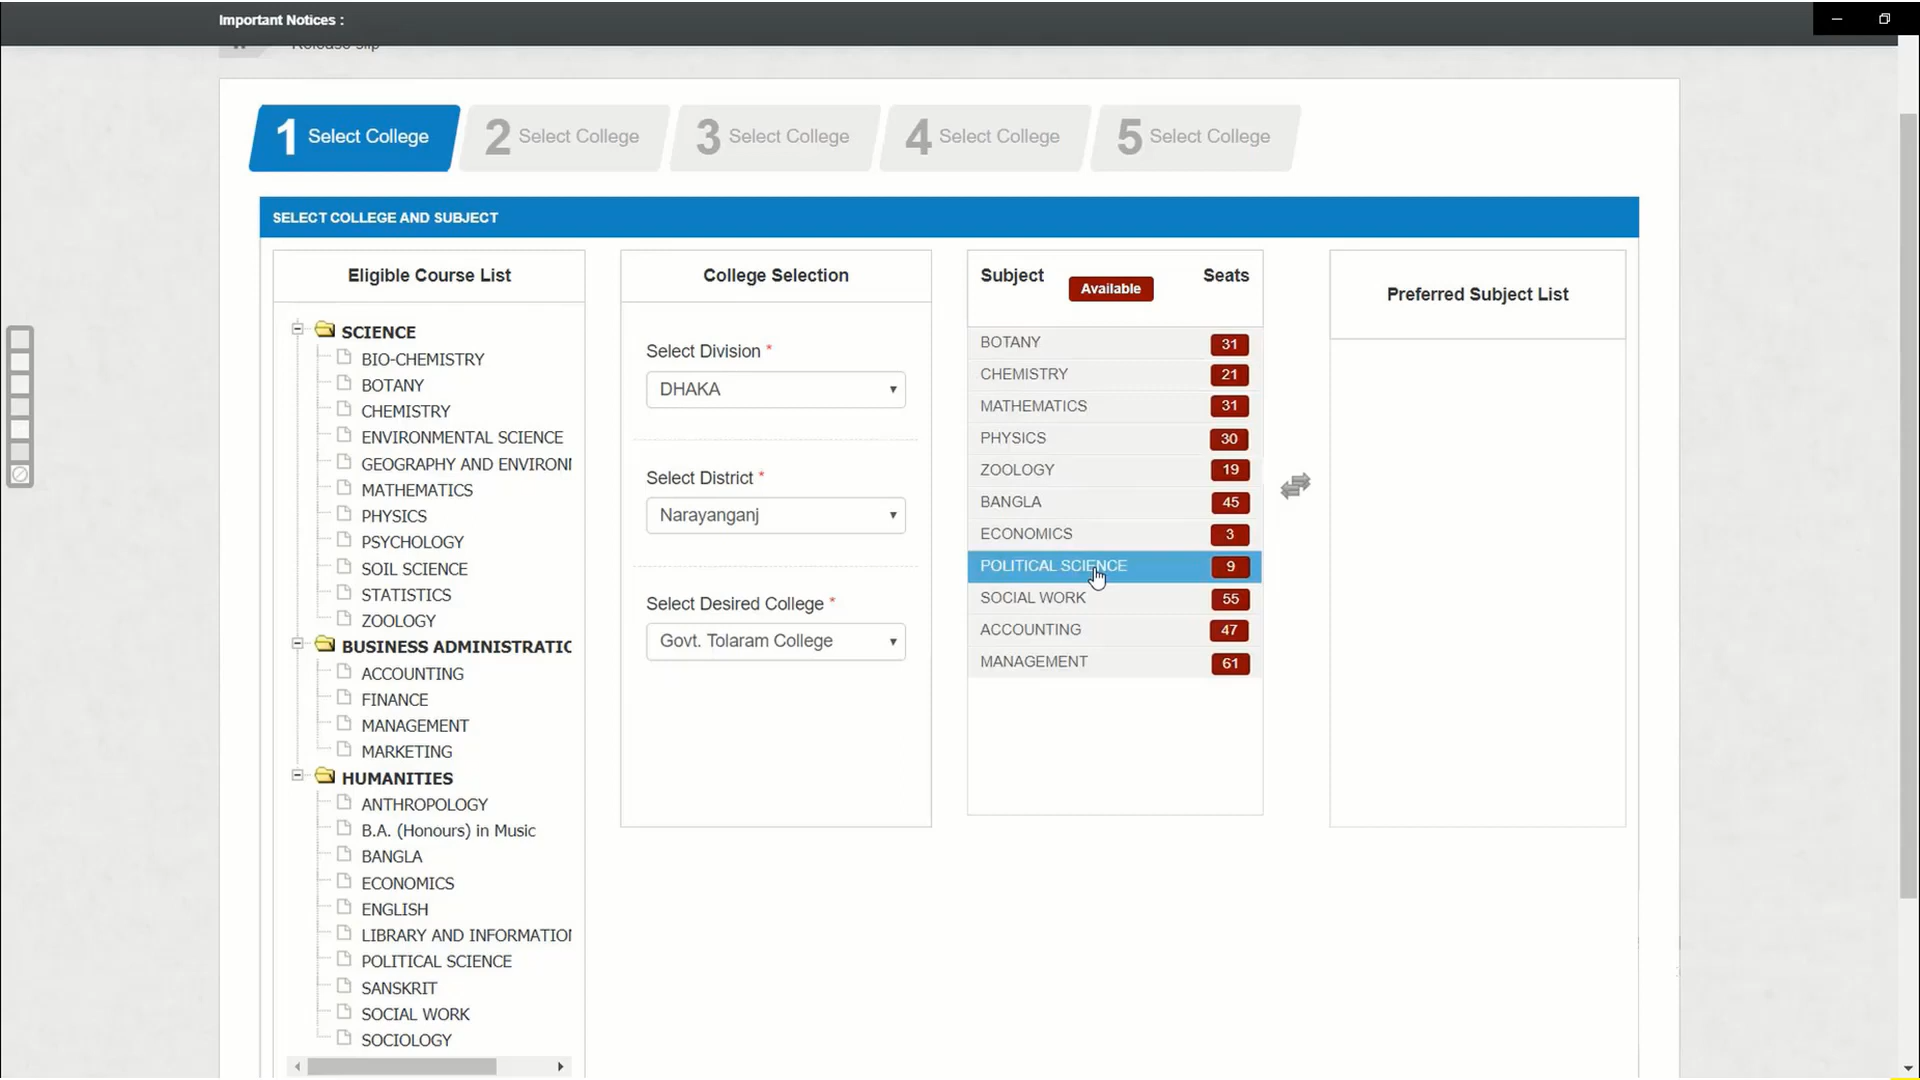 Important Notices :
Release slip
1 Select College
2 Select College
3 Select College
4 Select College
5 Select College
SELECT COLLEGE AND SUBJECT
Eligible Course List
SCIENCE
BIO-CHEMISTRY
BOTANY
CHEMISTRY
ENVIRONMENTAL SCIENCE
GEOGRAPHY AND ENVIRON
MATHEMATICS
PHYSICS
PSYCHOLOGY
SOIL SCIENCE
STATISTICS
ZOOLOGY
BUSINESS ADMINISTRATIO
ACCOUNTING
FINANCE
MANAGEMENT
MARKETING
HUMANITIES
ANTHROPOLOGY
B.A. (Honours) in Music
BANGLA
ECONOMICS
ENGLISH
LIBRARY AND INFORMATION
POLITICAL SCIENCE
SANSKRIT
SOCIAL WORK
SOCIOLOGY
College Selection
Select Division *
DHAKA
Select District *
Narayanganj
Select Desired College *
Govt. Tolaram College
Subject Available Seats
BOTANY 31
CHEMISTRY 21
MATHEMATICS 31
PHYSICS 30
ZOOLOGY 19
BANGLA 45
ECONOMICS 3
POLITICAL SCIENCE 9
SOCIAL WORK 55
ACCOUNTING 47
MANAGEMENT 61
Preferred Subject List